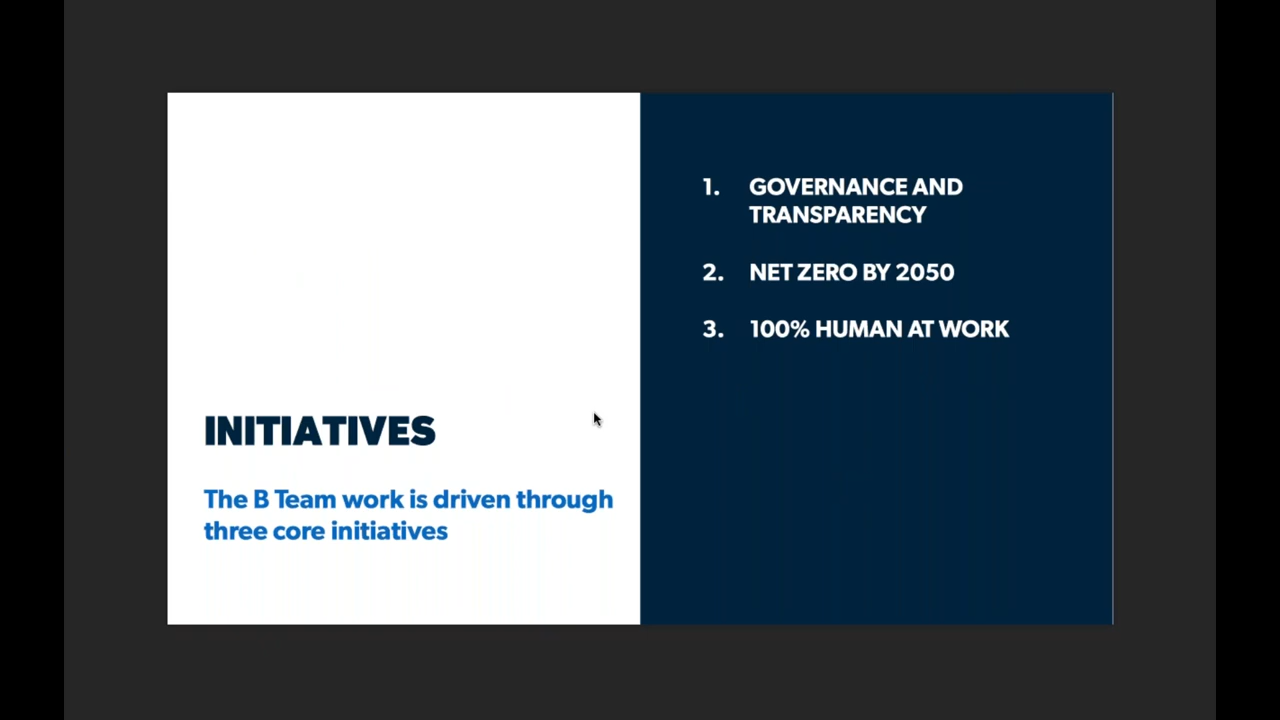 INITIATIVES
The B Team work is driven through
three core initiatives
1. GOVERNANCE AND
TRANSPARENCY
2. NET ZERO BY 2050
3. 100% HUMAN AT WORK